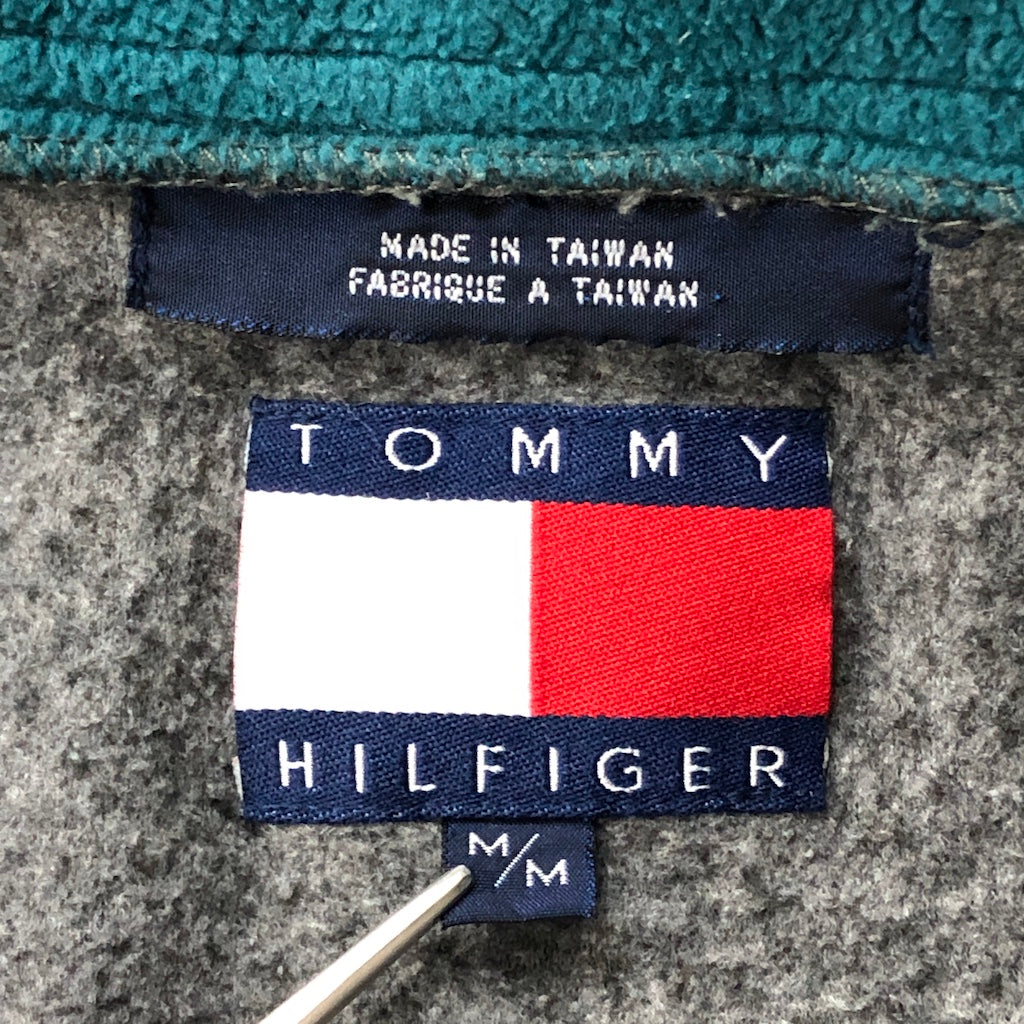 MADE IN TAIWAN
FABRIQUE A TAIWAN
TOMMY
HILFIGER
M/M